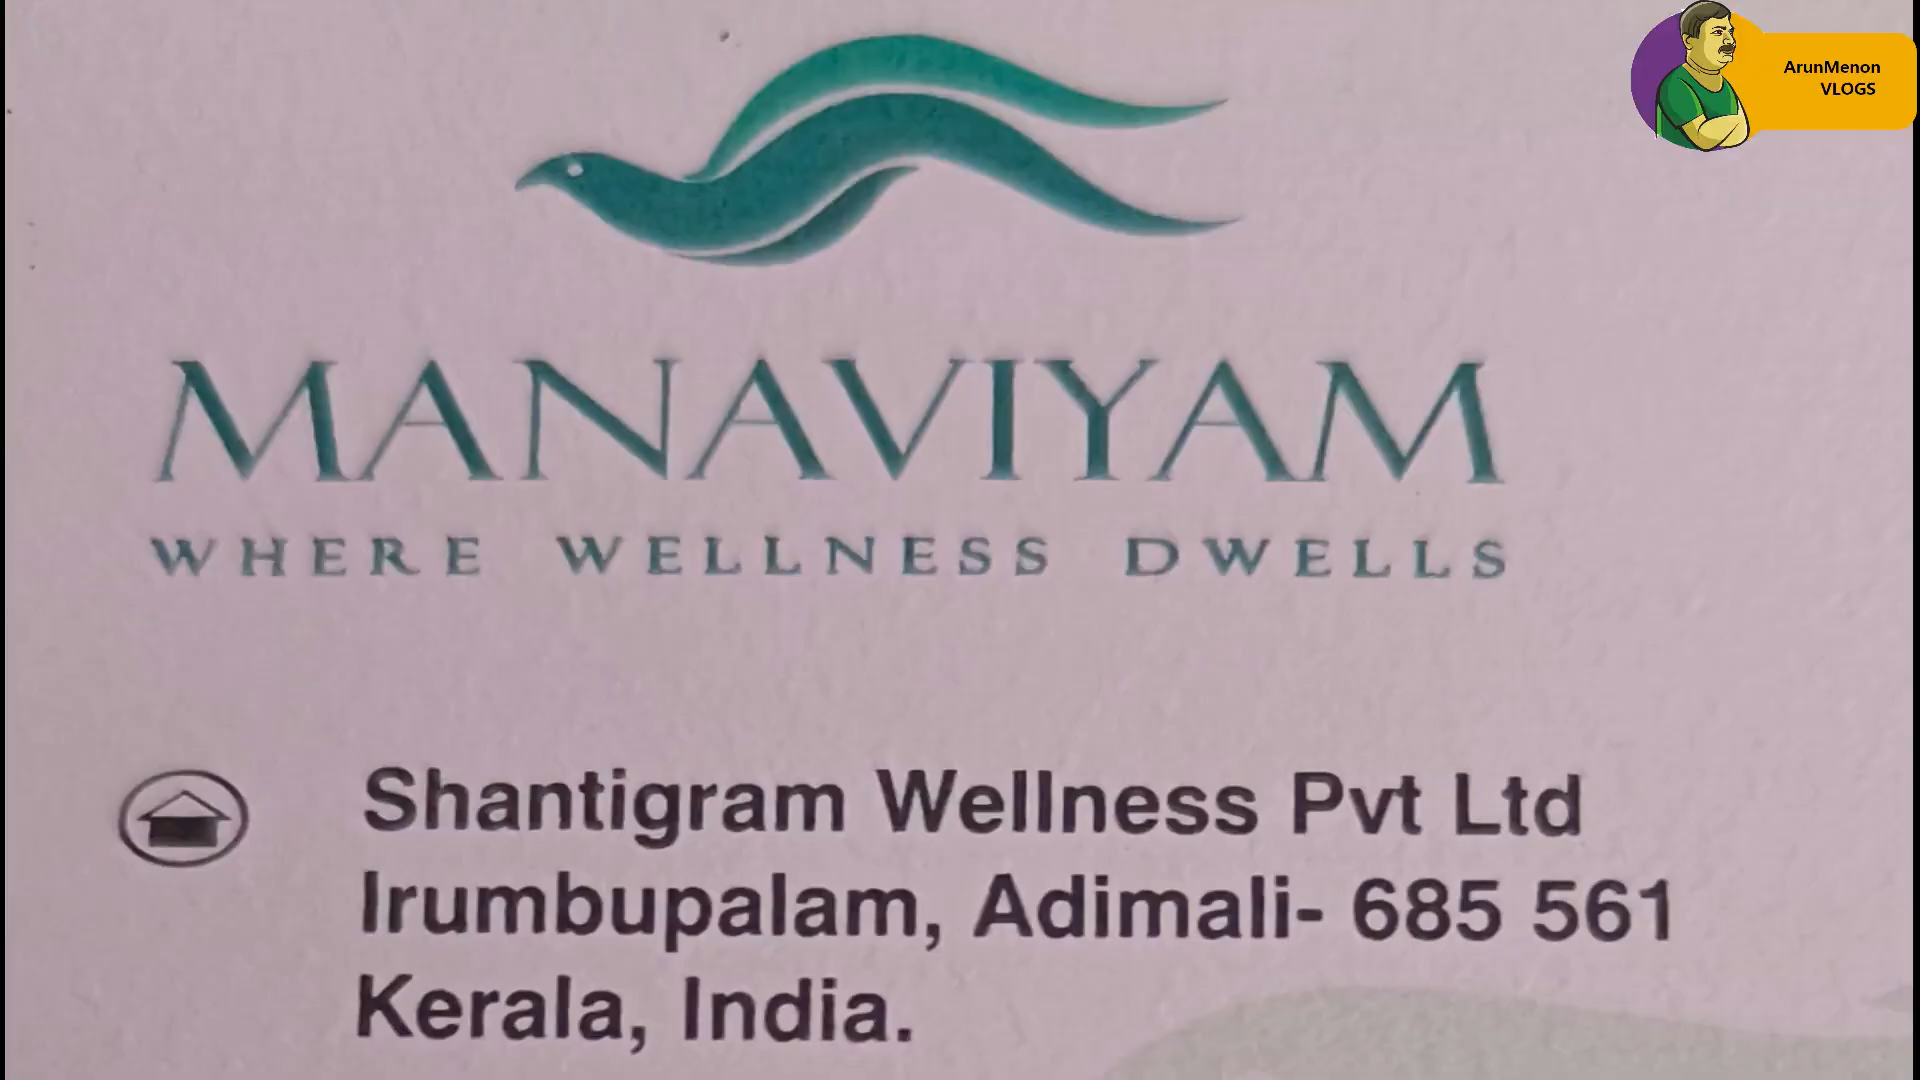 ArunMenon
VLOGS
MANAVIYAM
WHERE WELLNESS DWELLS
Shantigram Wellness Pvt Ltd
Irumbupalam, Adimali- 685 561
Kerala, India.